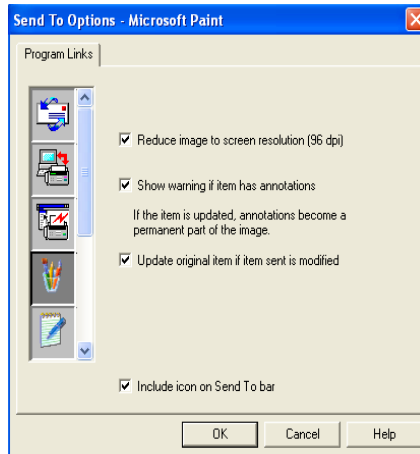 Send To Options - Microsoft Paint
Program Links
Reduce image to screen resolution (96 dpi)
Show warning if item has annotations
If the item is updated, annotations become a
permanent part of the image.
Update original item if item sent is modified
Include icon on Send To bar
OK
Cancel
Help